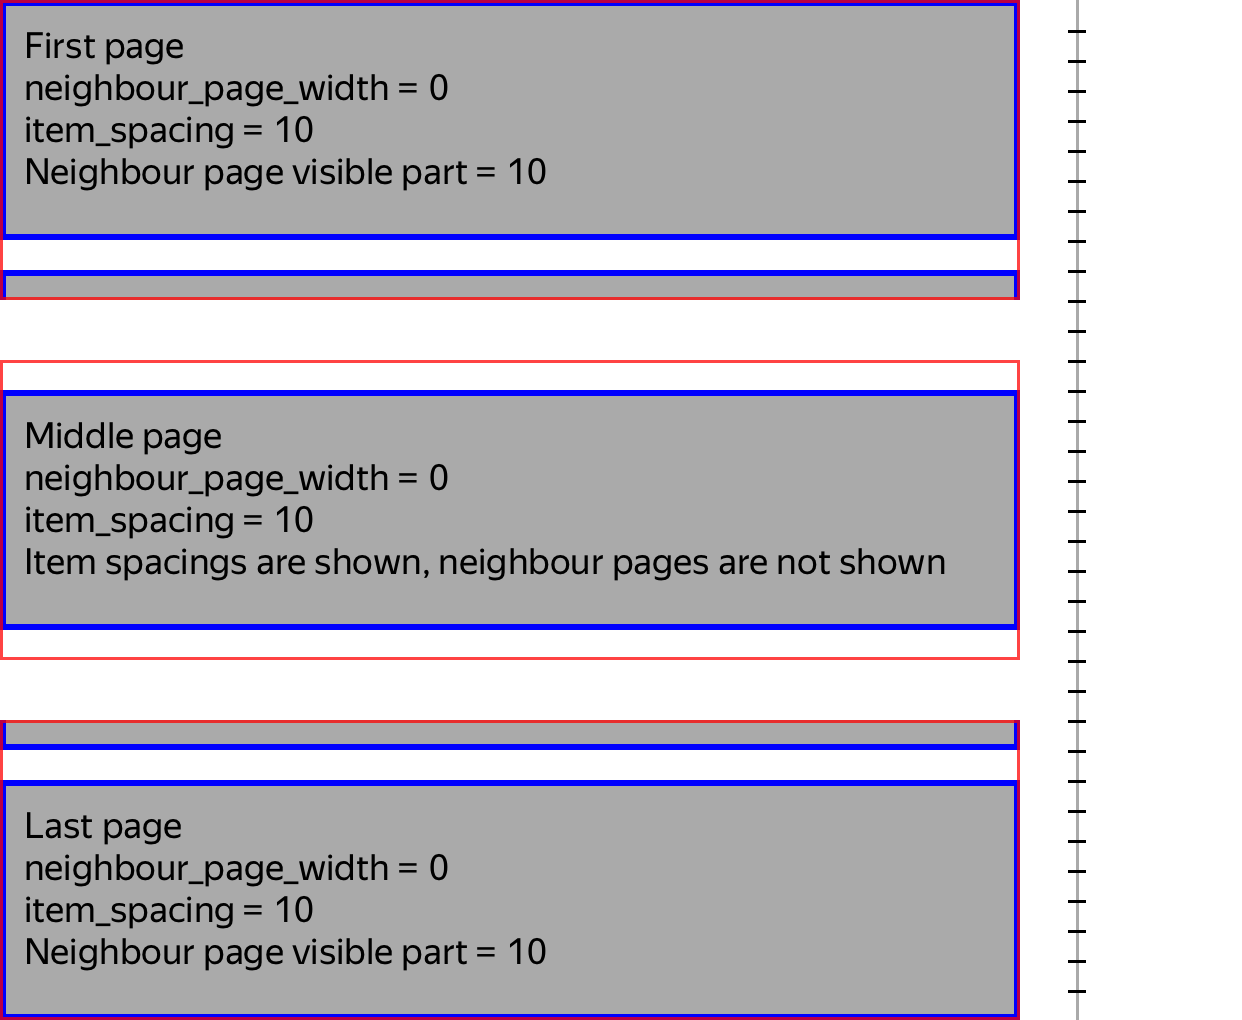 First page
neighbour_page_width = 0
item_spacing = 10
Neighbour page visible part = 10
Middle page
neighbour_page_width = 0
item_spacing = 10
Item spacings are shown, neighbour pages are not shown
Last page
neighbour_page_width = 0
item_spacing = 10
Neighbour page visible part = 10